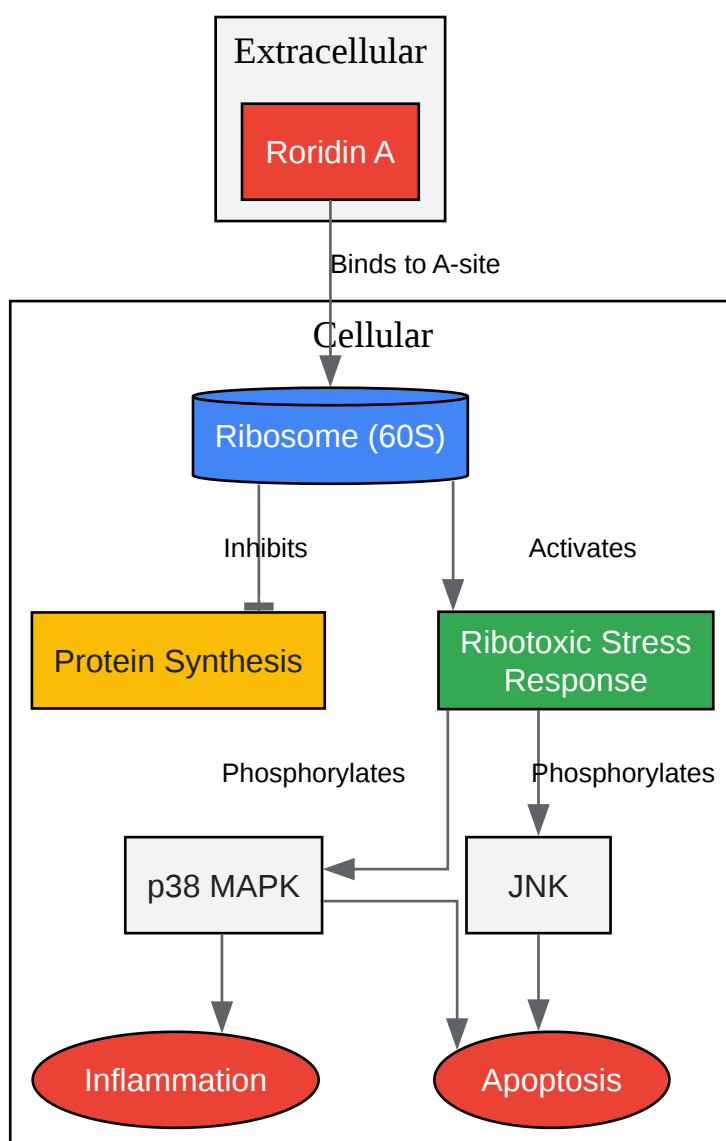 Extracellular
Roridin A
Binds to A-site
Cellular
Ribosome (60S)
Inhibits
Activates
Protein Synthesis
Ribotoxic Stress
Response
Phosphorylates
Phosphorylates
p38 MAPK
JNK
Inflammation
Apoptosis